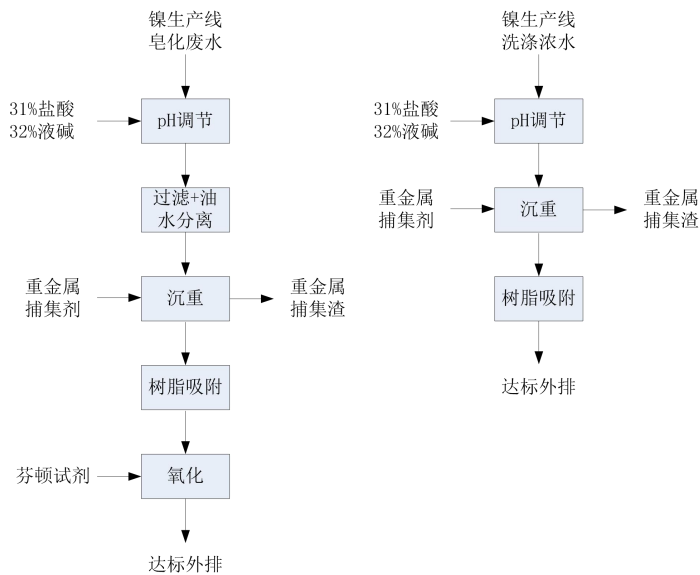 镍生产线
皂化废水
31%盐酸
32%液碱
pH调节
过滤+油
水分离
重金属
捕集剂
沉重
重金属
捕集渣
树脂吸附
芬顿试剂
氧化
达标外排
镍生产线
洗涤浓水
31%盐酸
32%液碱
pH调节
重金属
捕集剂
沉重
重金属
捕集渣
树脂吸附
达标外排